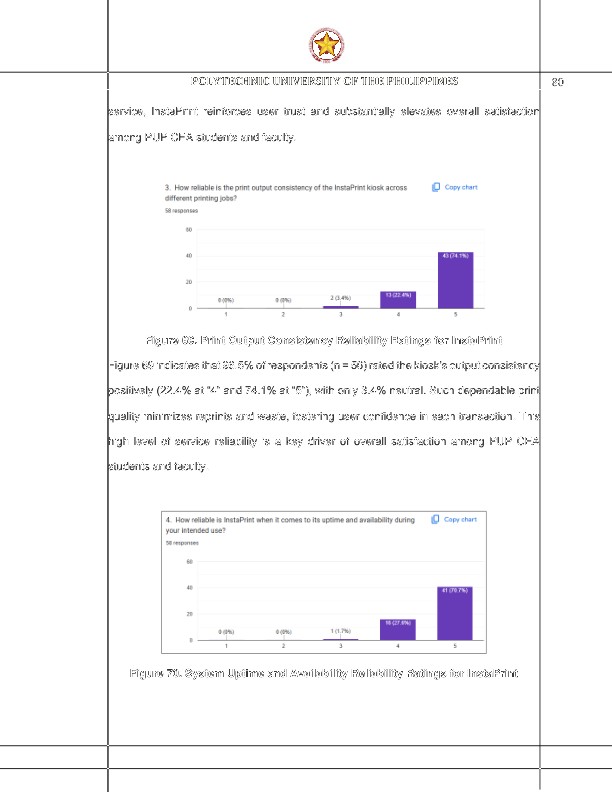 POLYTECHNIC UNIVERSITY OF THE PHILIPPINES
service, InstaPrint reinforces user trust and substantially elevates overall satisfaction
among PUP CEA students and faculty.
3. How reliable is the print output consistency of the InstaPrint kiosk across
different printing jobs?
Copy chart
58 responses
60
40
20
0
0 (0%)
0 (0%)
2 (3.4%)
13 (22.4%)
43 (74.1%)
1
2
3
4
5
Figure 69. Print Output Consistency Reliability Ratings for InstaPrint
Figure 69 indicates that 96.5% of respondents (n = 56) rated the kiosk's output consistency
positively (22.4% at "4" and 74.1% at "5"), with only 3.4% neutral. Such dependable print
quality minimizes reprints and waste, fostering user confidence in each transaction. This
high level of service reliability is a key driver of overall satisfaction among PUP CEA
students and faculty.
4. How reliable is InstaPrint when it comes to its uptime and availability during
your intended use?
Copy chart
58 responses
60
40
20
0
0 (0%)
0 (0%)
1 (1.7%)
16 (27.6%)
41 (70.7%)
1
2
3
4
5
Figure 70. System Uptime and Availability Reliability Ratings for InstaPrint